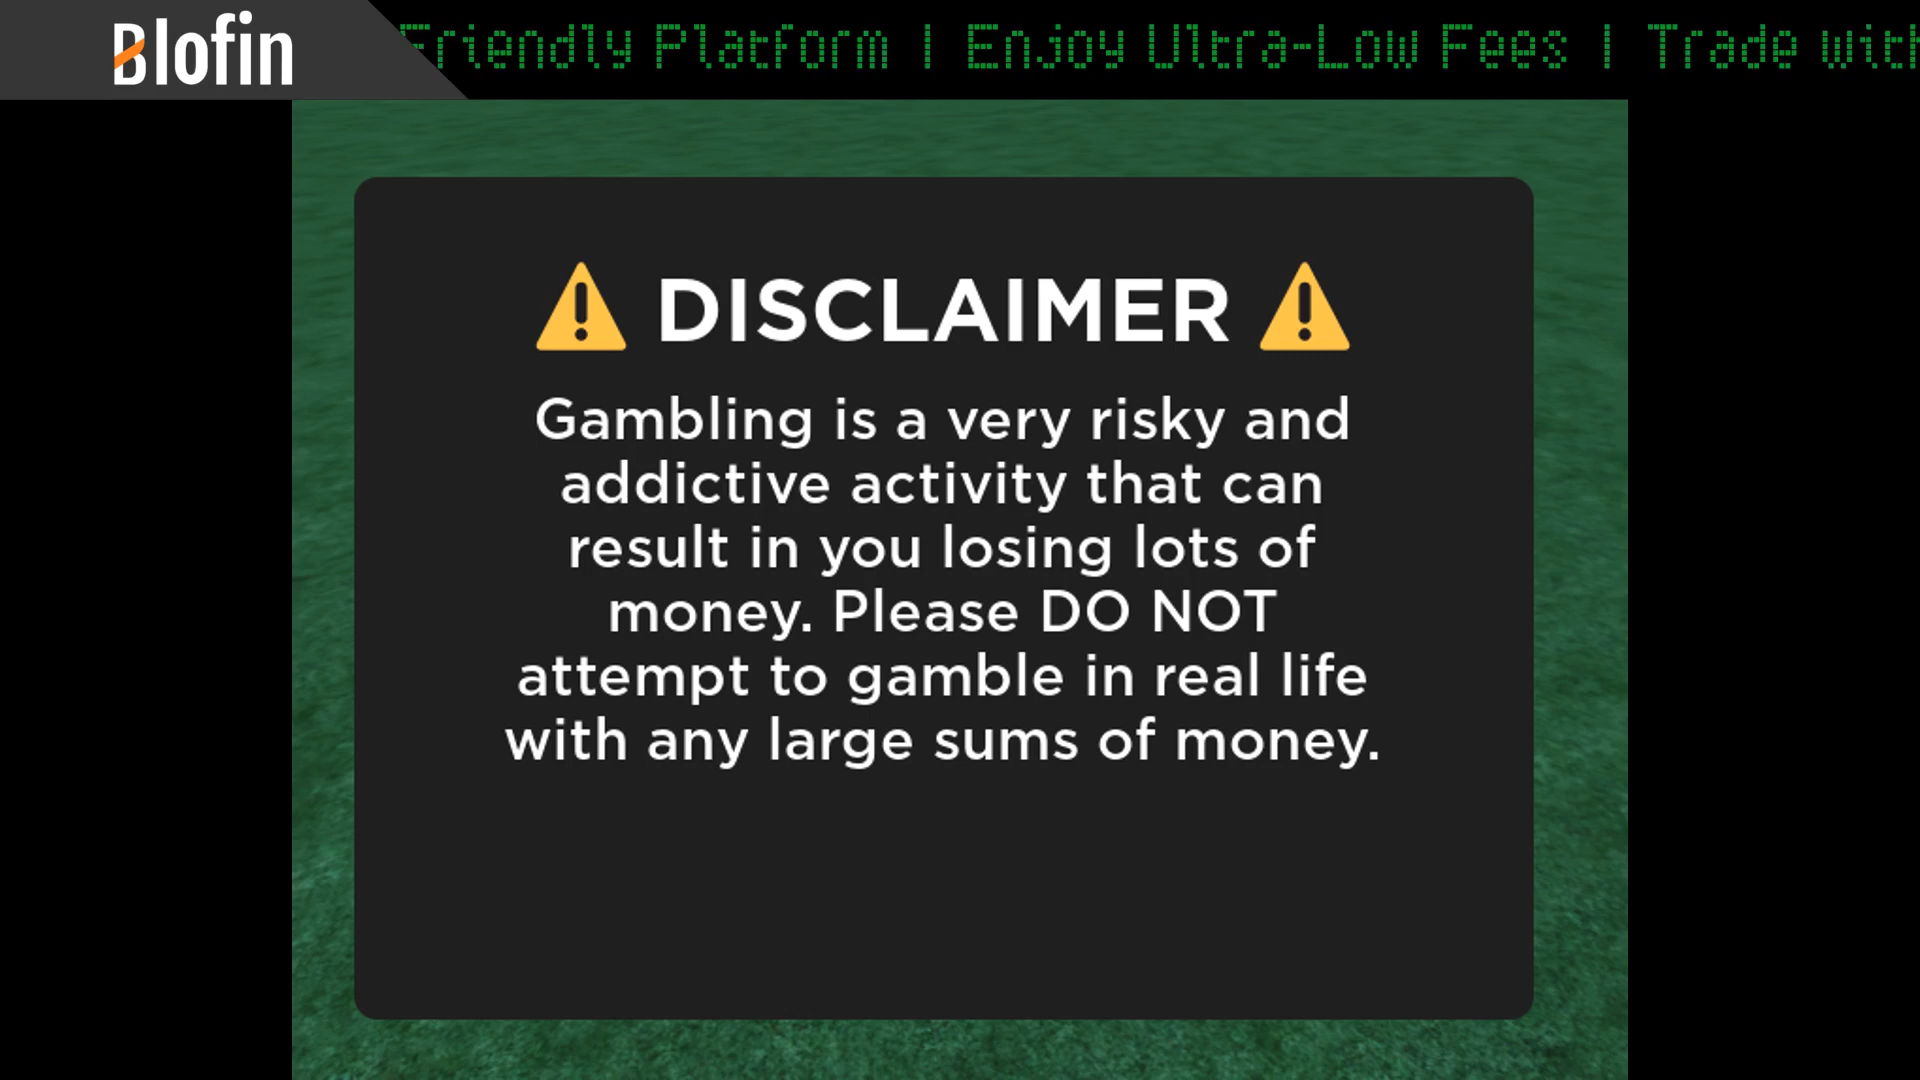 Blofin
Friendly Platform | Enjoy Ultra-Low Fees | Trade with
DISCLAIMER
Gambling is a very risky and
addictive activity that can
result in you losing lots of
money. Please DO NOT
attempt to gamble in real life
with any large sums of money.